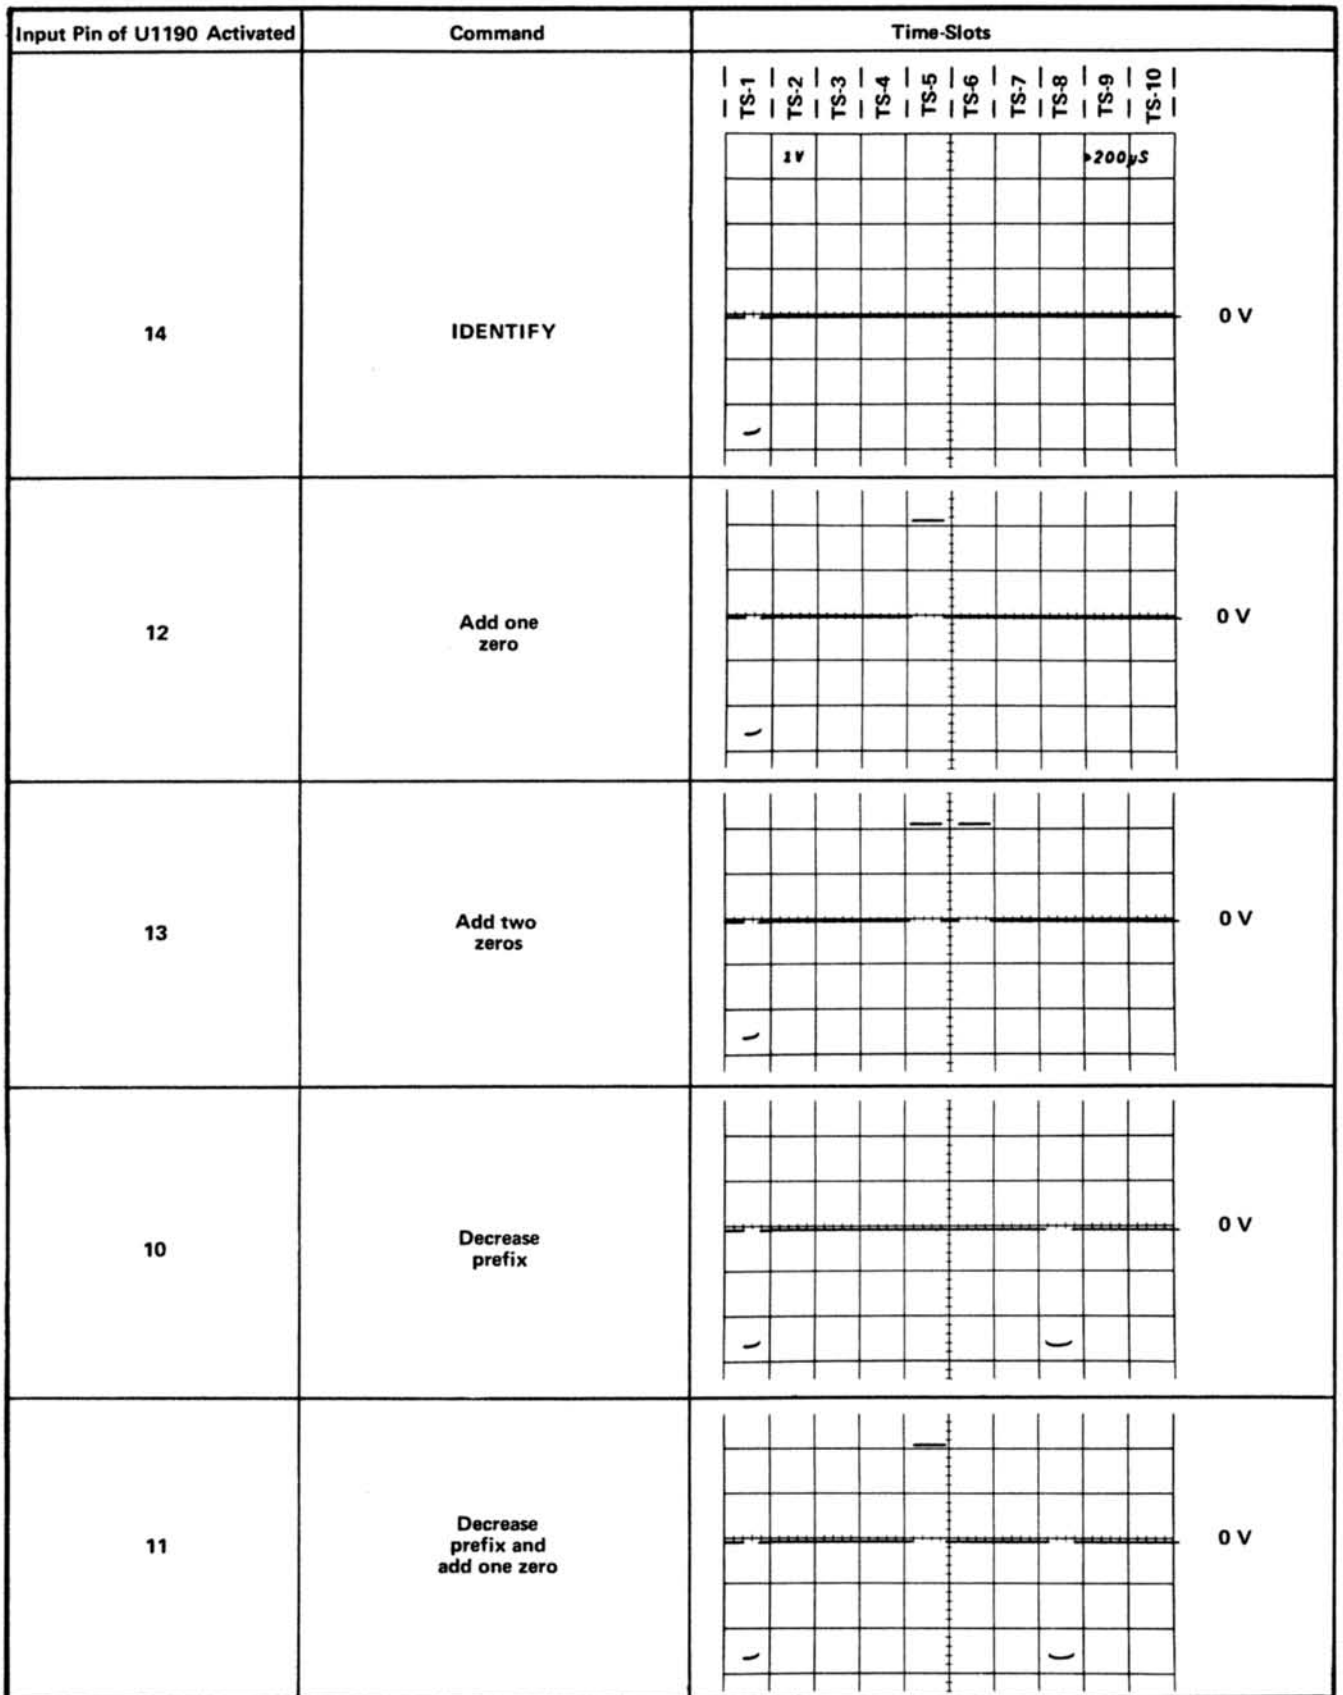 Input Pin of U1190 Activated
Command
Time-Slots
TS-1
TS-2
TS-3
TS-4
TS-5
TS-6
TS-7
TS-8
TS-9
TS-10
1V
>200µS
14
IDENTIFY
0 V
12
Add one
zero
0 V
13
Add two
zeros
0 V
10
Decrease
prefix
0 V
11
Decrease
prefix and
add one zero
0 V